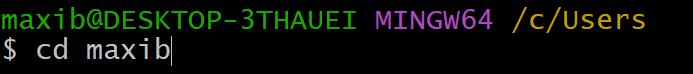 maxib@DESKTOP-3THAUEI MINGW64 /c/Users
$ cd maxib